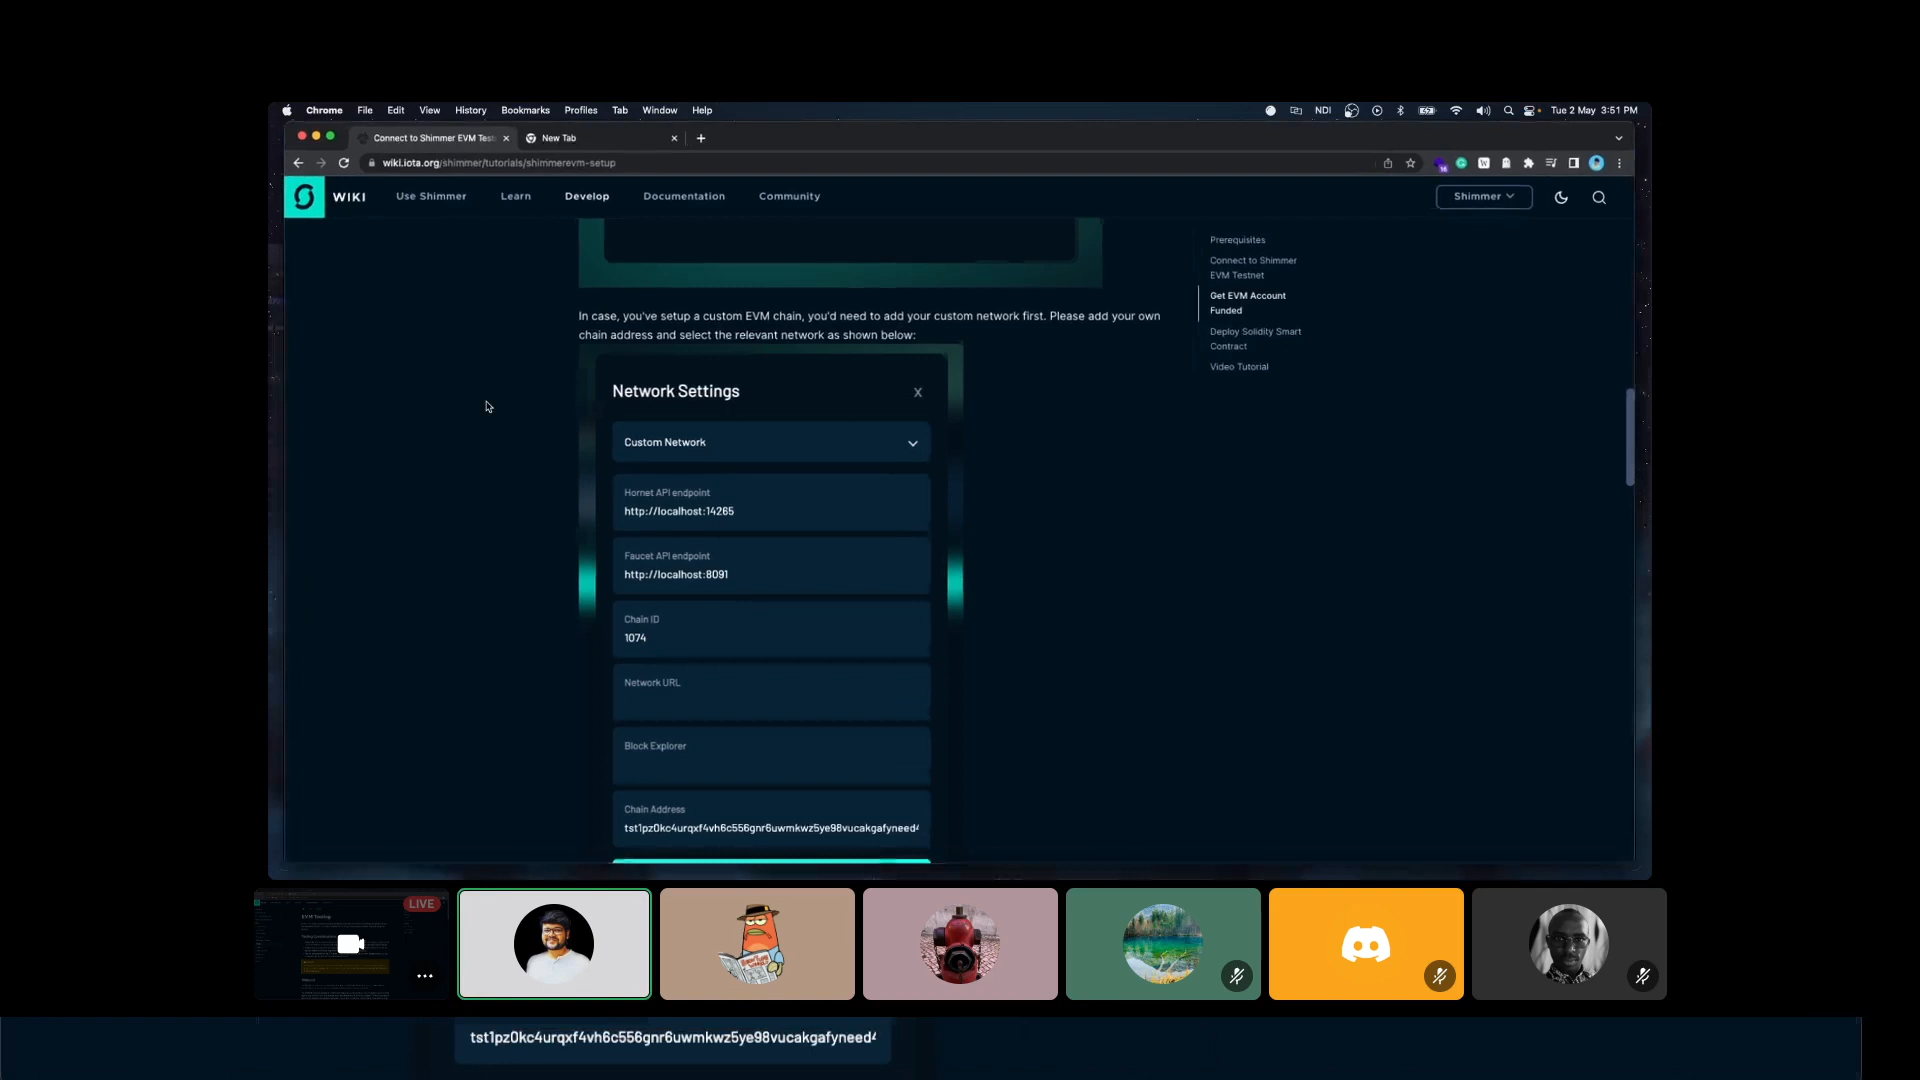 Chrome File Edit View History Bookmarks Profiles Tab Window Help
NDI Tue 2 May 3:51 PM
Connect to Shimmer EVM Test
New Tab
wiki.iota.org/shimmer/tutorials/shimmerevm-setup
WIKI Use Shimmer Learn Develop Documentation Community
Shimmer
In case, you've setup a custom EVM chain, you'd need to add your custom network first. Please add your own
chain address and select the relevant network as shown below:
Network Settings X
Custom Network
Hornet API endpoint
http://localhost:14265
Faucet API endpoint
http://localhost:8091
Chain ID
1074
Network URL
Block Explorer
Chain Address
tst1pz0kc4urqxf4vh6c556gnr6uwmkwz5ye98vucakgafyneed4
Prerequisites
Connect to Shimmer
EVM Testnet
Get EVM Account
Funded
Deploy Solidity Smart
Contract
Video Tutorial
EVM Tooling
LIVE
tst1pz0kc4urqxf4vh6c556gnr6uwmkwz5ye98vucakgafyneed4